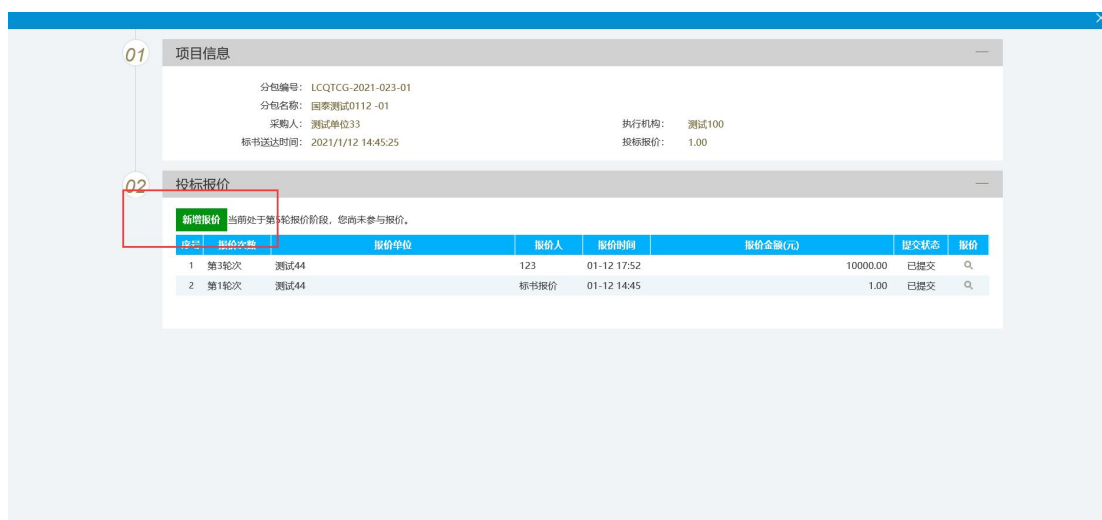 01 项目信息
分包编号: LCQTCG-2021-023-01
分包名称: 国泰测试0112 -01
采购人: 测试单位33 执行机构: 测试100
标书送达时间: 2021/1/12 14:45:25 投标报价: 1.00
02 投标报价
新增报价 当前处于第5轮报价阶段，您尚未参与报价。
序号 报价次数 报价单位 报价人 报价时间 报价金额(元) 提交状态 报价
1 第3轮次 测试44 123 01-12 17:52 10000.00 已提交
2 第1轮次 测试44 标书报价 01-12 14:45 1.00 已提交